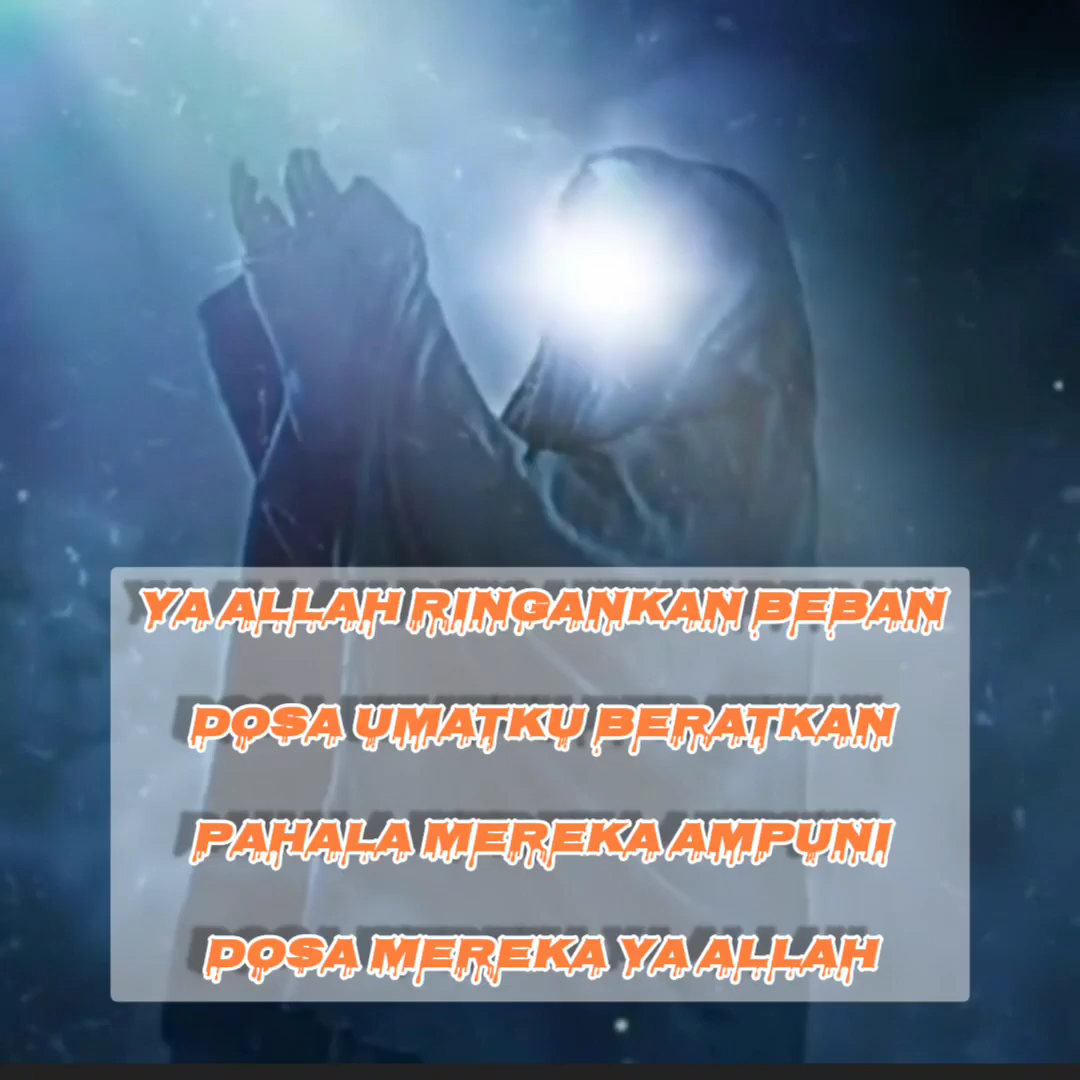 YA ALLAH RINGANKAN BEBAN
DOSA UMATKU BERATKAN
PAHALA MEREKA AMPUNI
DOSA MEREKA YA ALLAH